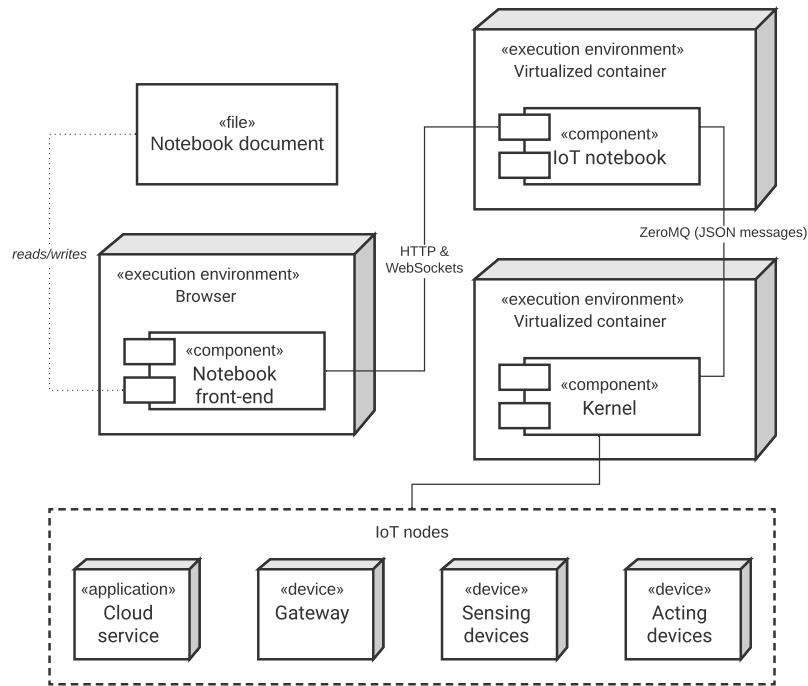 «execution environment»
Virtualized container
«component»
IoT notebook
«file»
Notebook document
reads/writes
HTTP &
WebSockets
ZeroMQ (JSON messages)
«execution environment»
Browser
«component»
Notebook
front-end
«execution environment»
Virtualized container
«component»
Kernel
IoT nodes
«application»
Cloud
service
«device»
Gateway
«device»
Sensing
devices
«device»
Acting
devices